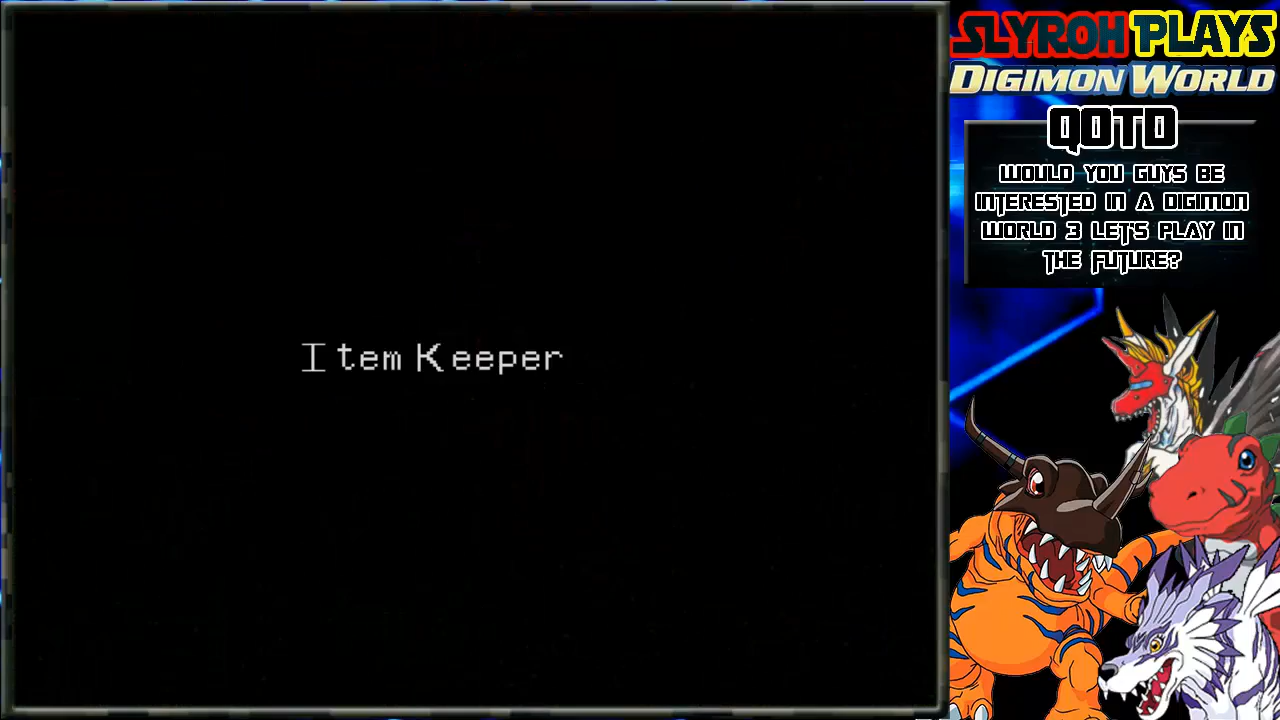 Item Keeper
SLYROH PLAYS
DIGIMON WORLD
QOTD
WOULD YOU GUYS BE
INTERESTED IN A DIGIMON
WORLD 3 LET'S PLAY IN
THE FUTURE?